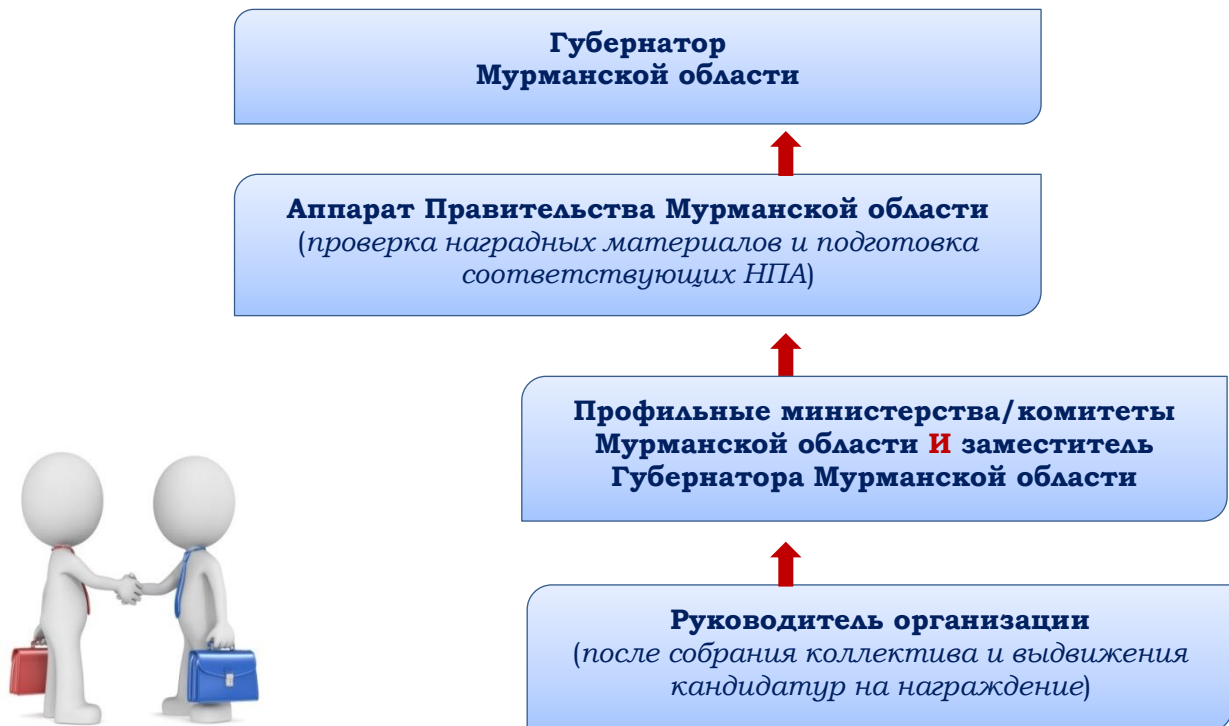 Губернатор
Мурманской области
Аппарат Правительства Мурманской области
(проверка наградных материалов и подготовка
соответствующих НПА)
Профильные министерства/комитеты
Мурманской области И заместитель
Губернатора Мурманской области
Руководитель организации
(после собрания коллектива и выдвижения
кандидатур на награждение)